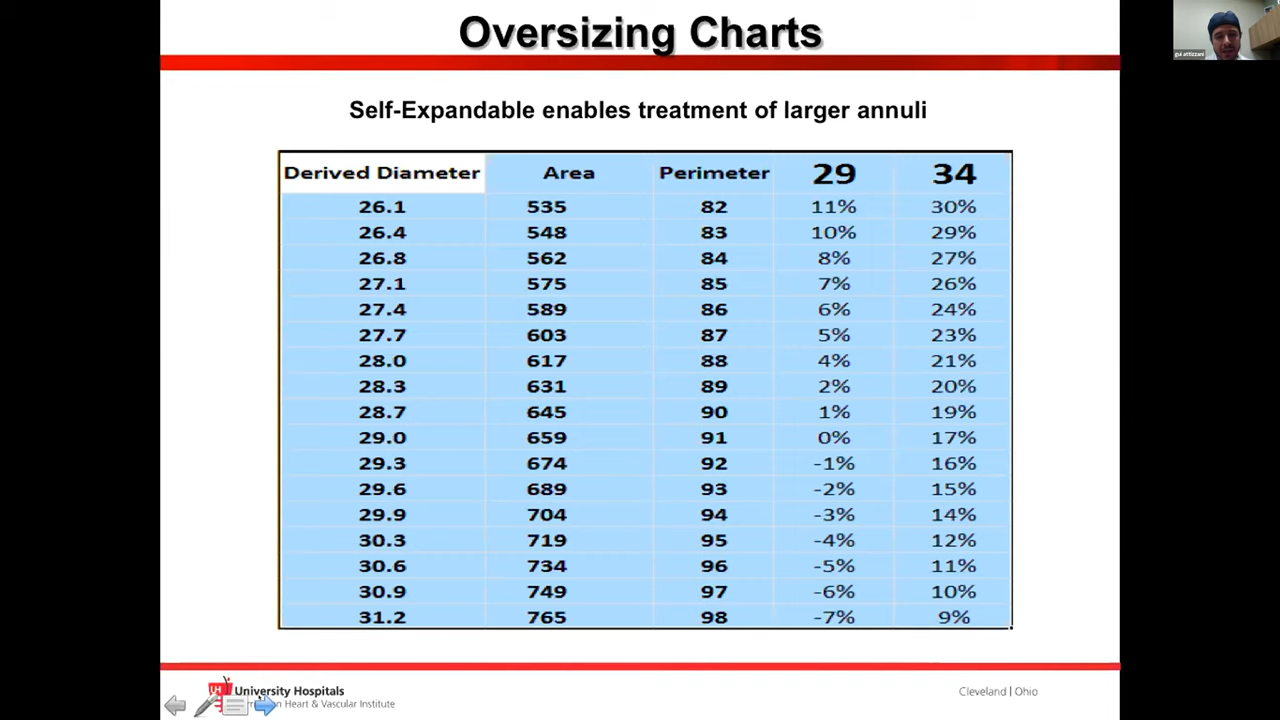 Oversizing Charts
gui attizzani
Self-Expandable enables treatment of larger annuli
Derived Diameter Area Perimeter 29 34
26.1 535 82 11% 30%
26.4 548 83 10% 29%
26.8 562 84 8% 27%
27.1 575 85 7% 26%
27.4 589 86 6% 24%
27.7 603 87 5% 23%
28.0 617 88 4% 21%
28.3 631 89 2% 20%
28.7 645 90 1% 19%
29.0 659 91 0% 17%
29.3 674 92 -1% 16%
29.6 689 93 -2% 15%
29.9 704 94 -3% 14%
30.3 719 95 -4% 12%
30.6 734 96 -5% 11%
30.9 749 97 -6% 10%
31.2 765 98 -7% 9%
University Hospitals
Heart & Vascular Institute
Cleveland | Ohio